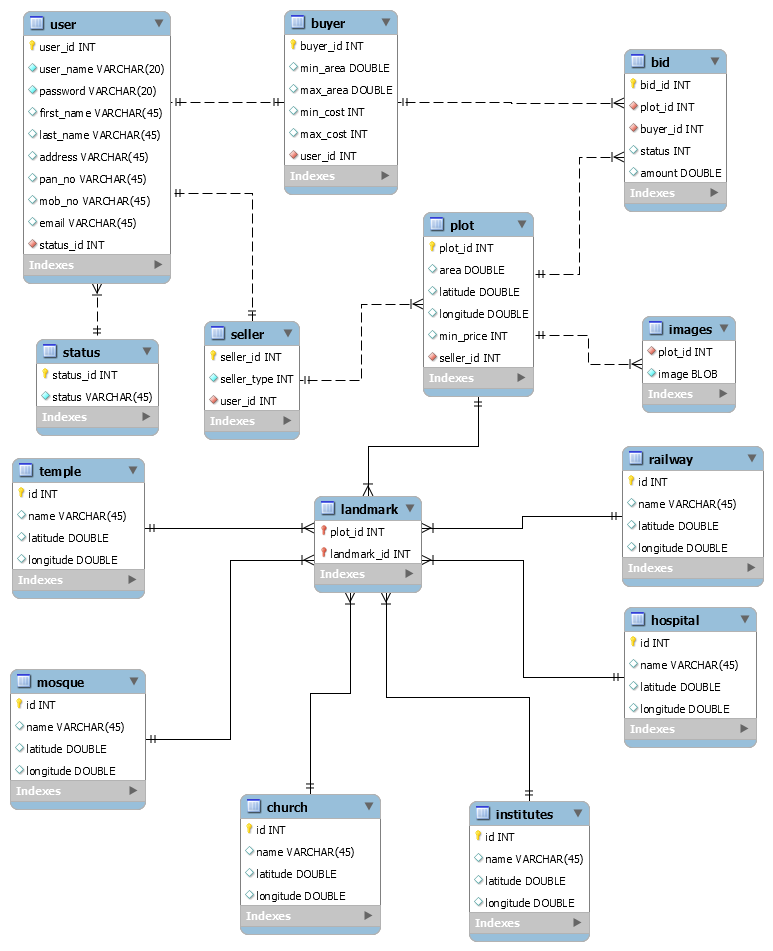 user
user_id INT
user_name VARCHAR(20)
password VARCHAR(20)
first_name VARCHAR(45)
last_name VARCHAR(45)
address VARCHAR(45)
pan_no VARCHAR(45)
mob_no VARCHAR(45)
email VARCHAR(45)
status_id INT
Indexes
buyer
buyer_id INT
min_area DOUBLE
max_area DOUBLE
min_cost INT
max_cost INT
user_id INT
Indexes
bid
bid_id INT
plot_id INT
buyer_id INT
status INT
amount DOUBLE
Indexes
plot
plot_id INT
area DOUBLE
latitude DOUBLE
longitude DOUBLE
min_price INT
seller_id INT
Indexes
status
status_id INT
status VARCHAR(45)
Indexes
seller
seller_id INT
seller_type INT
user_id INT
Indexes
images
plot_id INT
image BLOB
Indexes
temple
id INT
name VARCHAR(45)
latitude DOUBLE
longitude DOUBLE
Indexes
landmark
plot_id INT
landmark_id INT
Indexes
railway
id INT
name VARCHAR(45)
latitude DOUBLE
longitude DOUBLE
Indexes
hospital
id INT
name VARCHAR(45)
latitude DOUBLE
longitude DOUBLE
Indexes
mosque
id INT
name VARCHAR(45)
latitude DOUBLE
longitude DOUBLE
Indexes
church
id INT
name VARCHAR(45)
latitude DOUBLE
longitude DOUBLE
Indexes
institutes
id INT
name VARCHAR(45)
latitude DOUBLE
longitude DOUBLE
Indexes